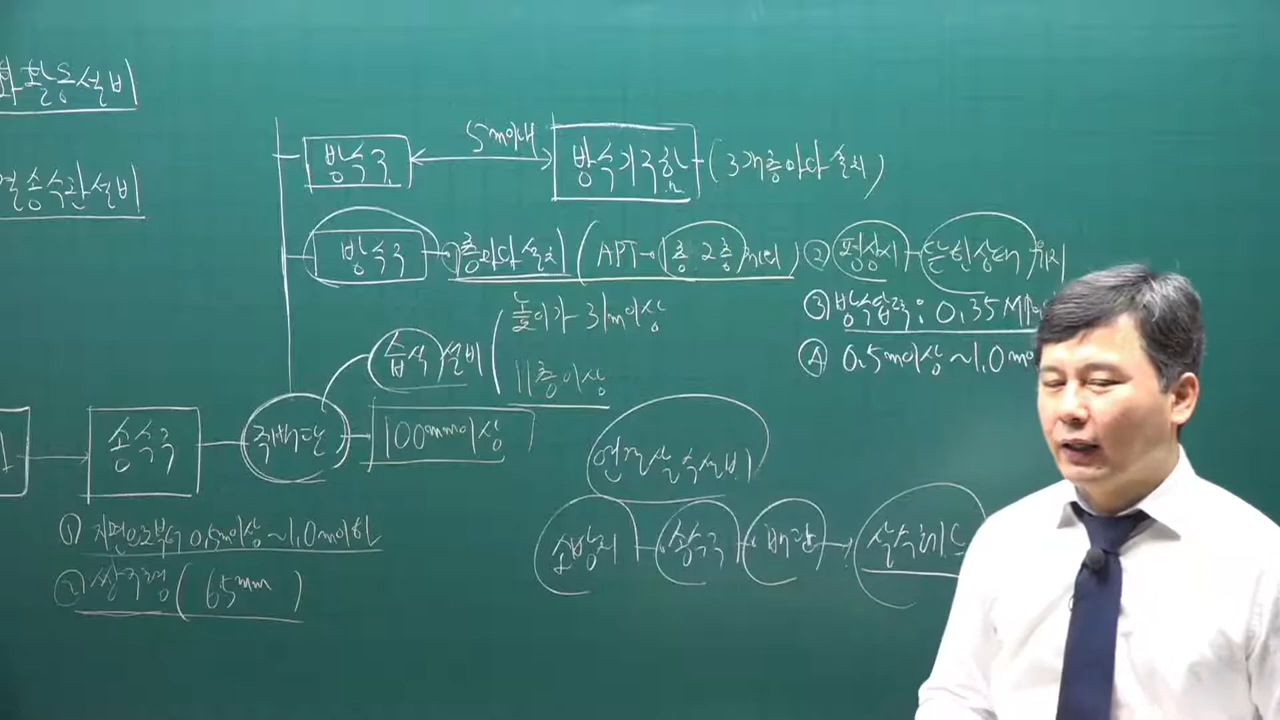 화활동설비
결송수관설비
방수구 5m이내 방수기구함 (3개층마다 설치)
방수구 ① 층마다 설치 (APT 층 2층 제외) ② 평상시 닫힌상태 유지
높이가 31m이상
③ 방수압력 : 0.35MPa
습식 설비
11층이상
④ 0.5m이상 ~1.0m
송수구 주배관 100mm이상
연결살수설비
① 지면으로부터 0.5m이상~1.0m이하
소방차 송수구 배관 살수헤드
② 쌍구형 (65mm)